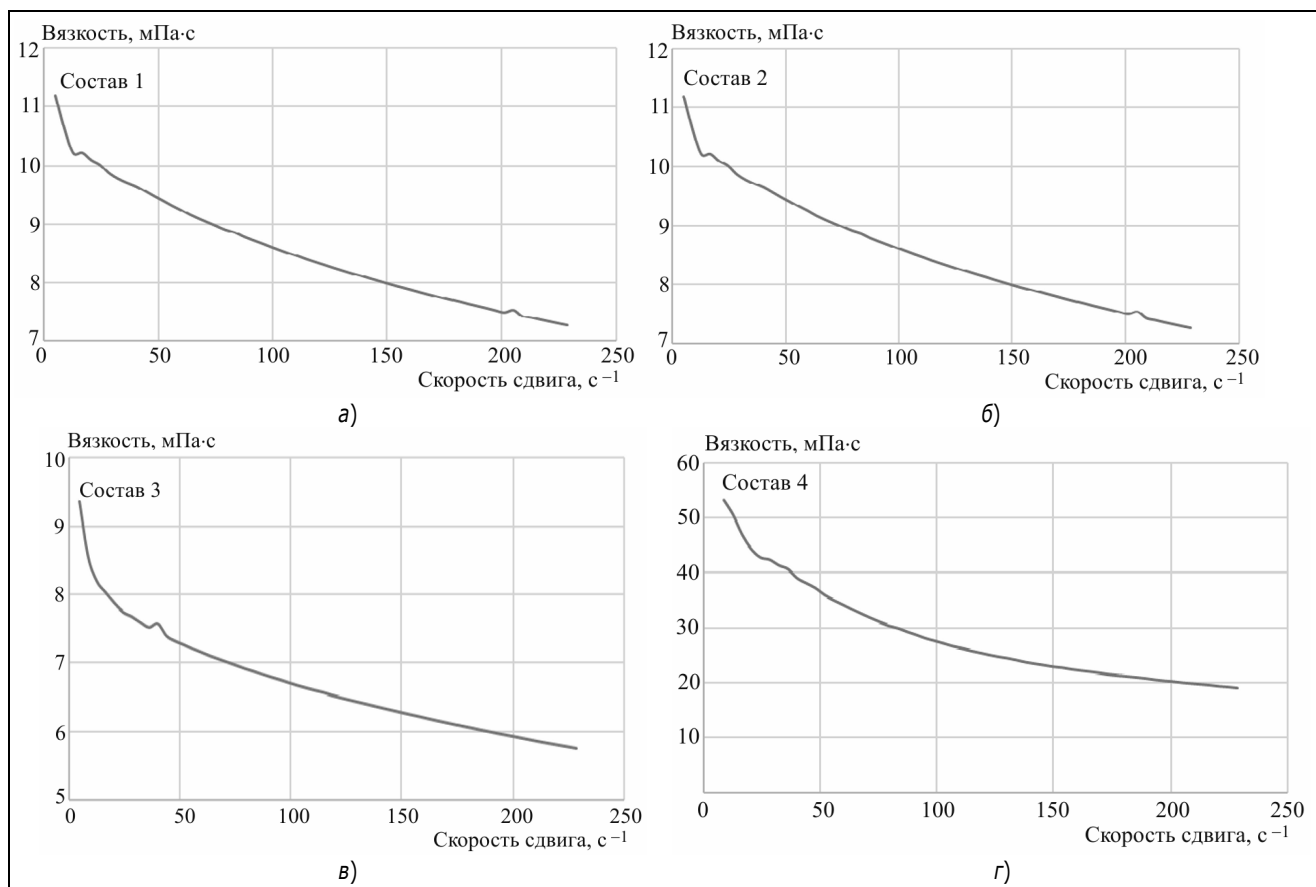 Вязкость, мПа·с
12
Состав 1
11
10
9
8
7
0 50 100 150 200 250
Скорость сдвига, с⁻¹
а)
Вязкость, мПа·с
12
Состав 2
11
10
9
8
7
0 50 100 150 200 250
Скорость сдвига, с⁻¹
б)
Вязкость, мПа·с
10
Состав 3
9
8
7
6
5
0 50 100 150 200 250
Скорость сдвига, с⁻¹
в)
Вязкость, мПа·с
60
Состав 4
50
40
30
20
10
0 50 100 150 200 250
Скорость сдвига, с⁻¹
г)